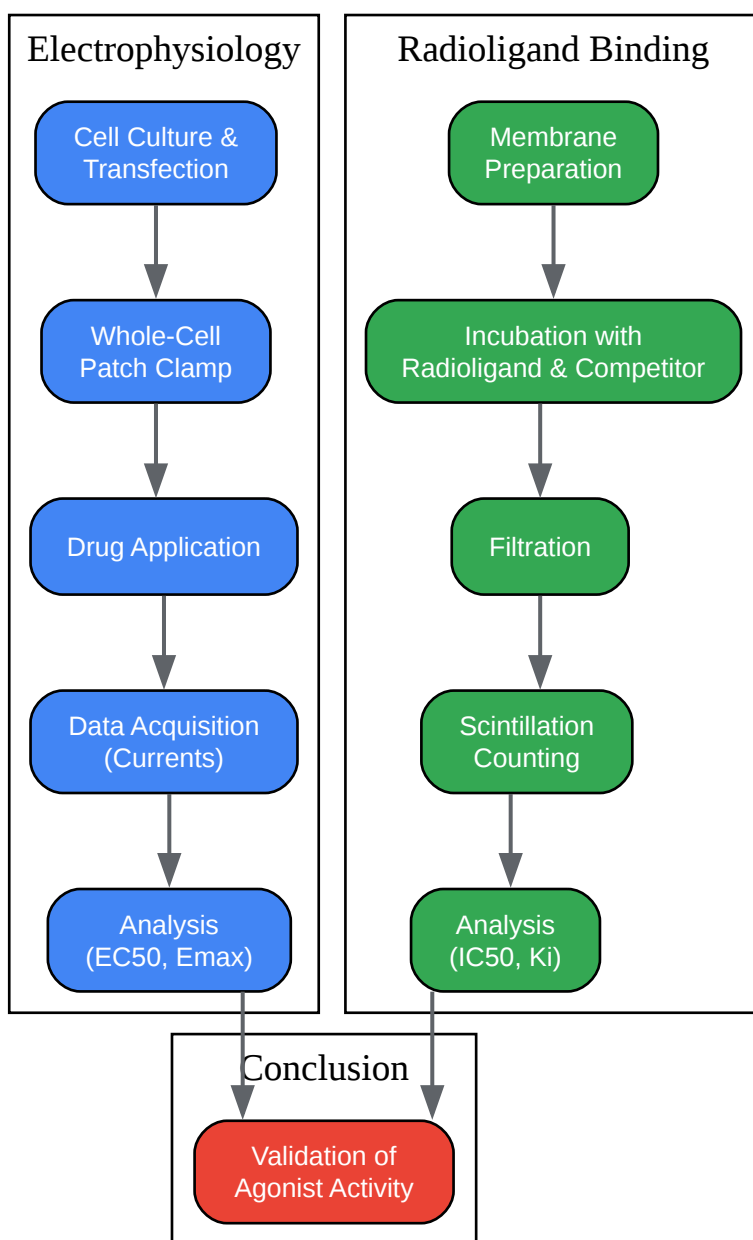 Electrophysiology
Cell Culture &
Transfection
Whole-Cell
Patch Clamp
Drug Application
Data Acquisition
(Currents)
Analysis
(EC50, Emax)
Radioligand Binding
Membrane
Preparation
Incubation with
Radioligand & Competitor
Filtration
Scintillation
Counting
Analysis
(IC50, Ki)
Conclusion
Validation of
Agonist Activity